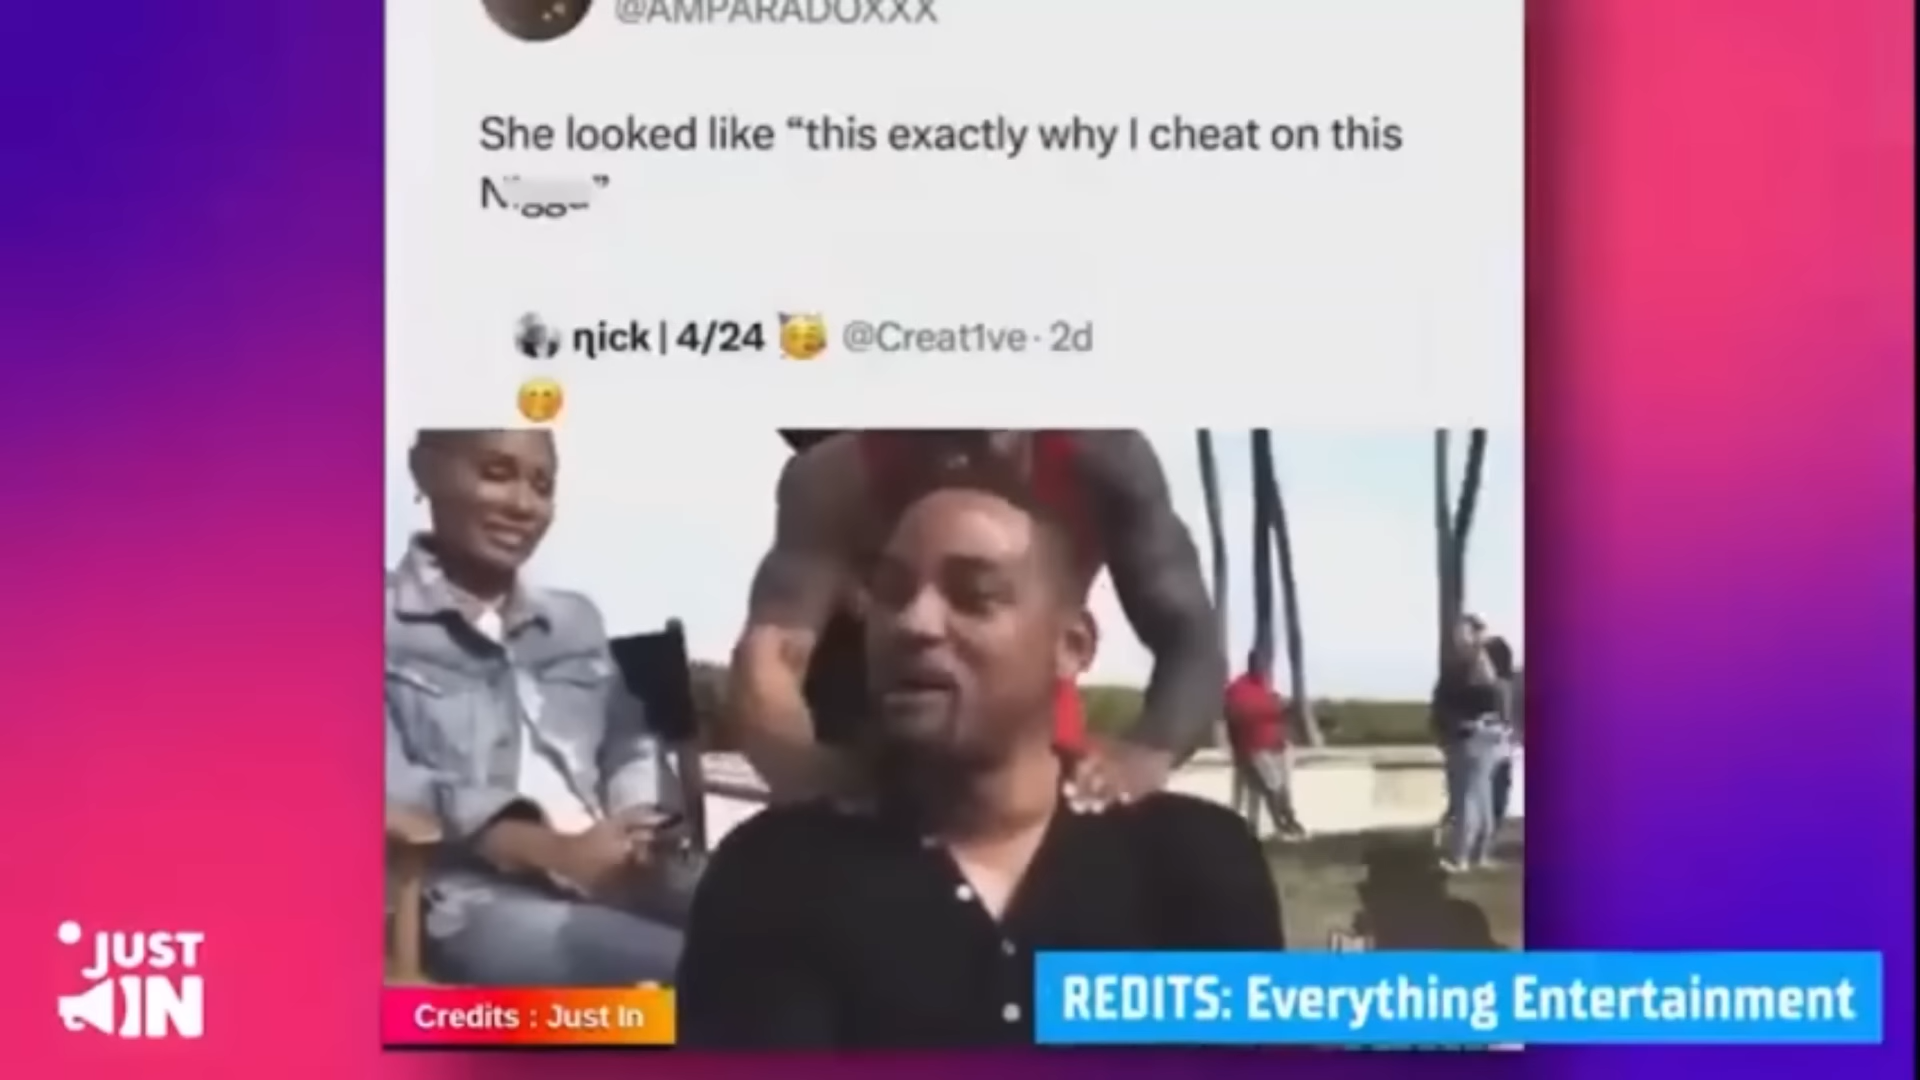 @AMPARADOXXX
She looked like “this exactly why I cheat on this
ɳick | 4/24 🥳 @Creat1ve · 2d
🤭
JUST
IN
Credits : Just In
REDITS: Everything Entertainment